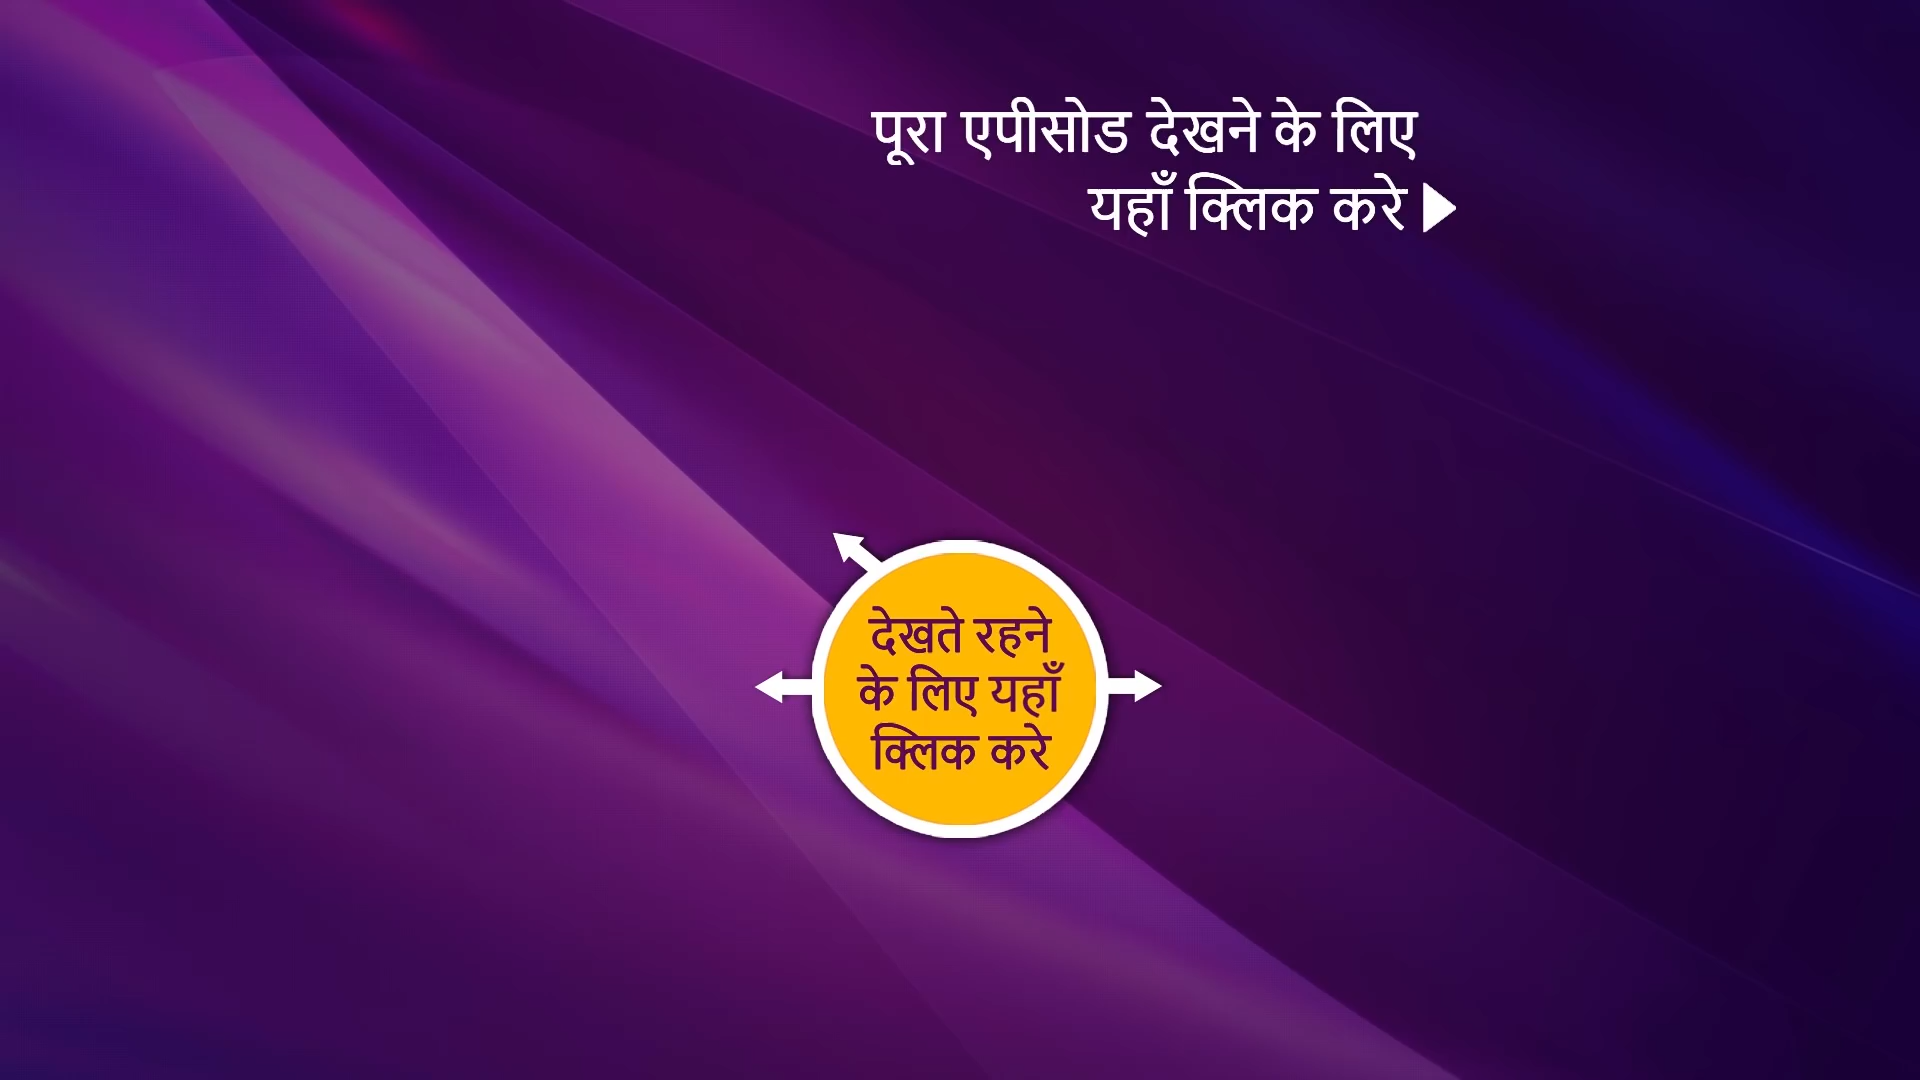 पूरा एपीसोड देखने के लिए
यहाँ क्लिक करे
देखते रहने
के लिए यहाँ
क्लिक करे